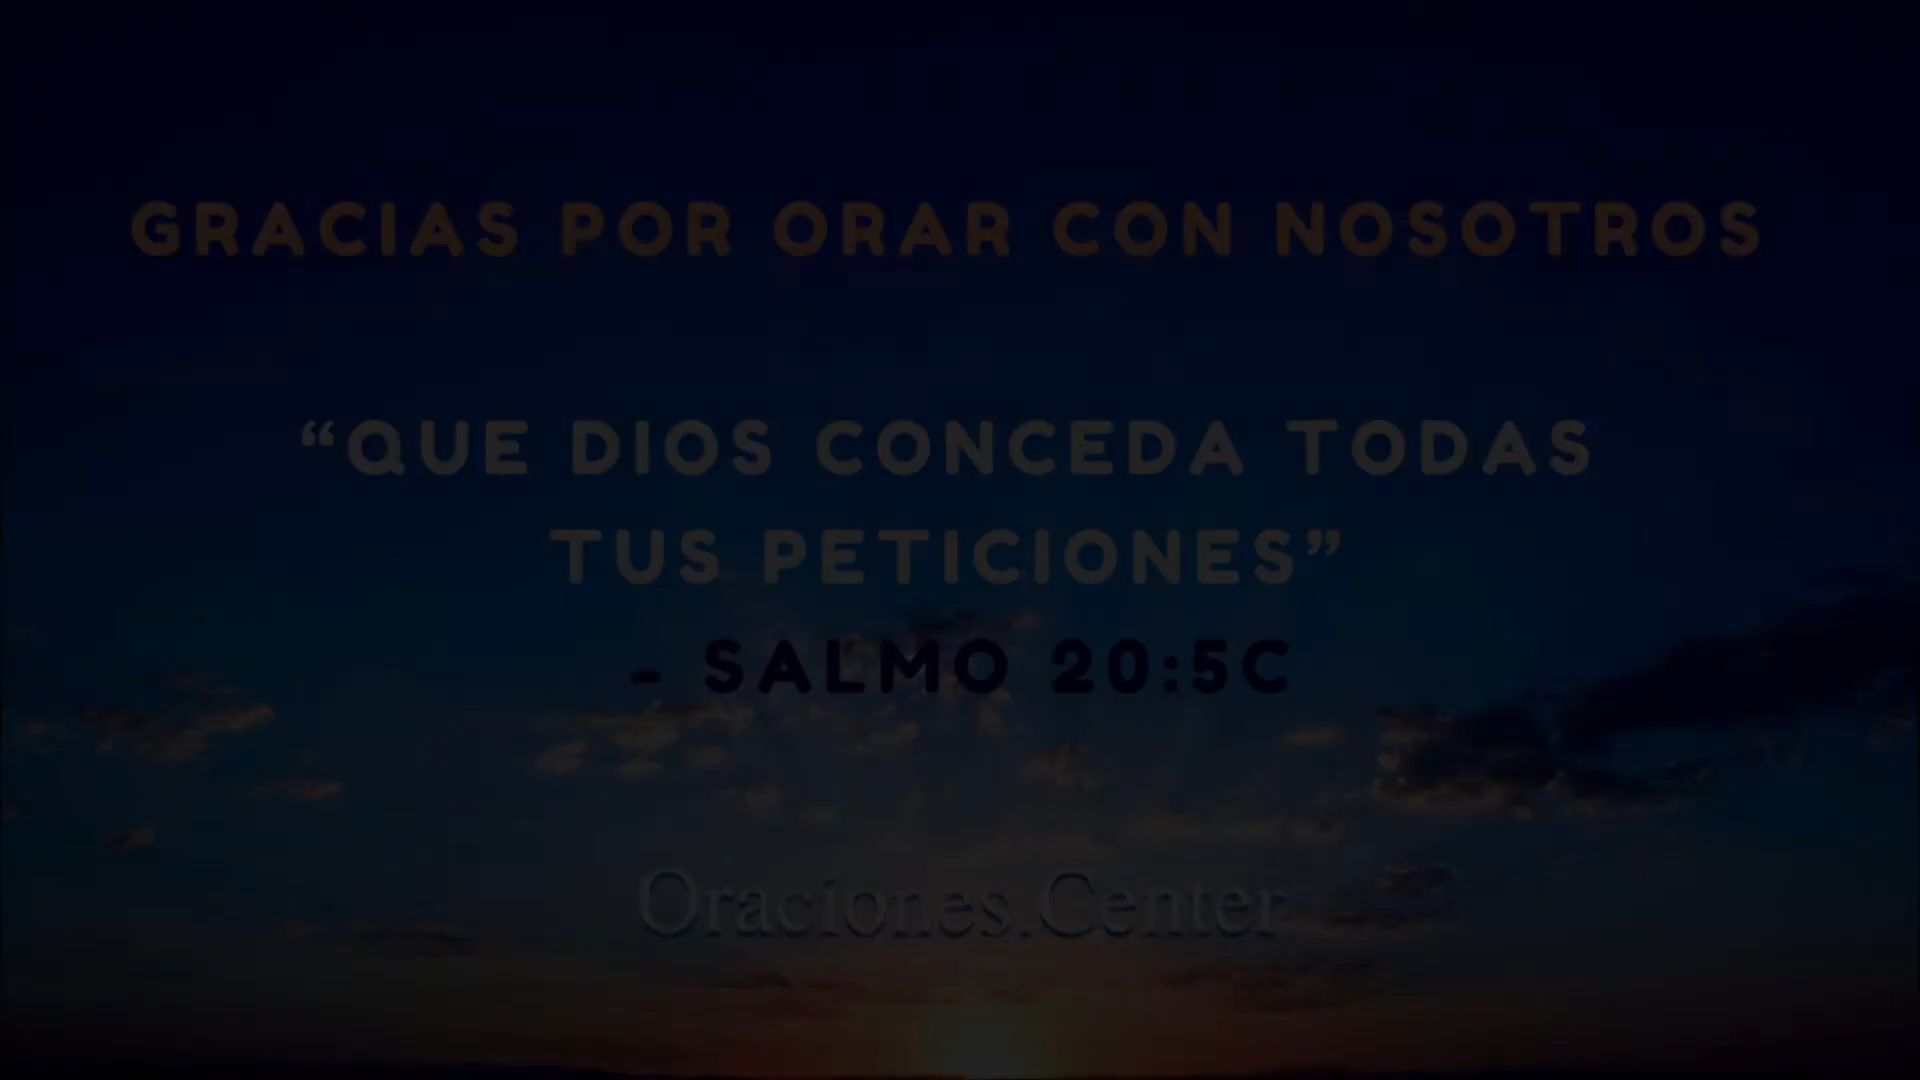 GRACIAS POR ORAR CON NOSOTROS
“QUE DIOS CONCEDA TODAS
TUS PETICIONES”
- SALMO 20:5C
Oraciones.Center